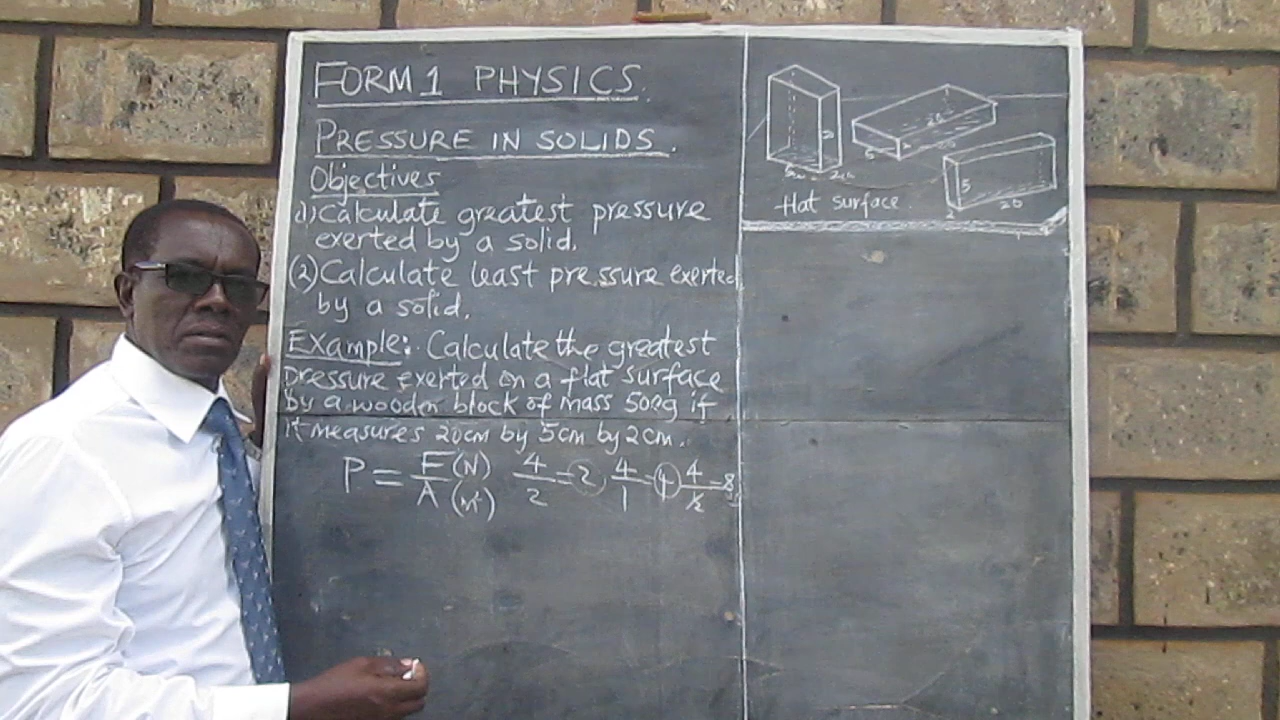 FORM 1 PHYSICS.
PRESSURE IN SOLIDS.
Objectives
(1) Calculate greatest pressure
exerted by a solid.
(2) Calculate least pressure exerted
by a solid.
Example:. Calculate the greatest
pressure exerted on a flat surface
by a wooden block of mass 500g if
it measures 20cm by 5cm by 2cm.
P = F(N)/A(m²) 4/2 = 2, 4/1 = 4 4/½ = 8
20
5
5
2 20
flat surface.